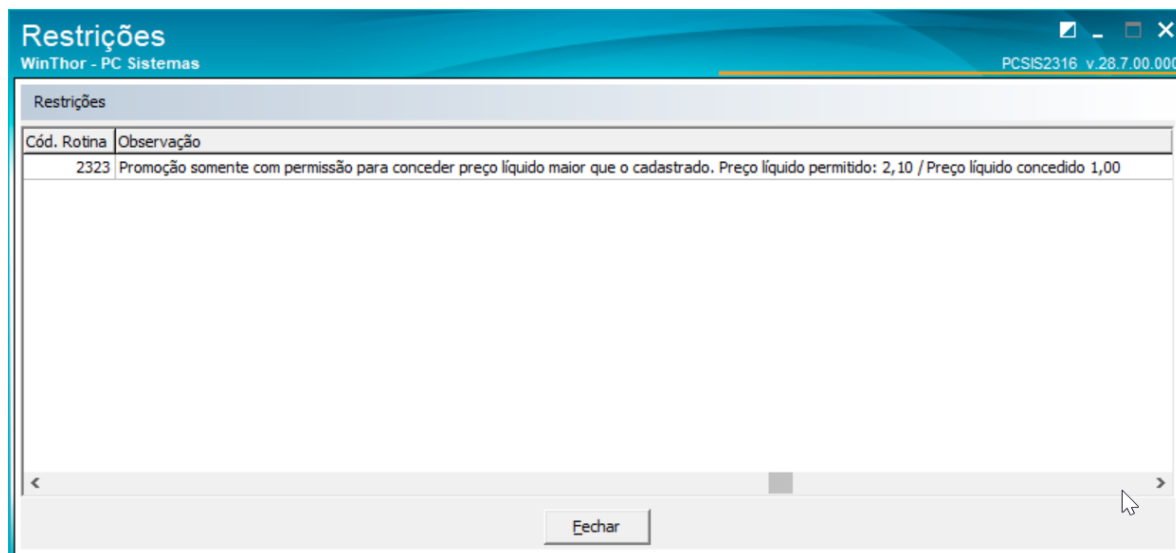 Restrições
WinThor - PC Sistemas
PCSIS2316 v.28.7.00.000
Restrições
Cód. Rotina Observação
2323 Promoção somente com permissão para conceder preço líquido maior que o cadastrado. Preço líquido permitido: 2,10 / Preço líquido concedido 1,00
Fechar